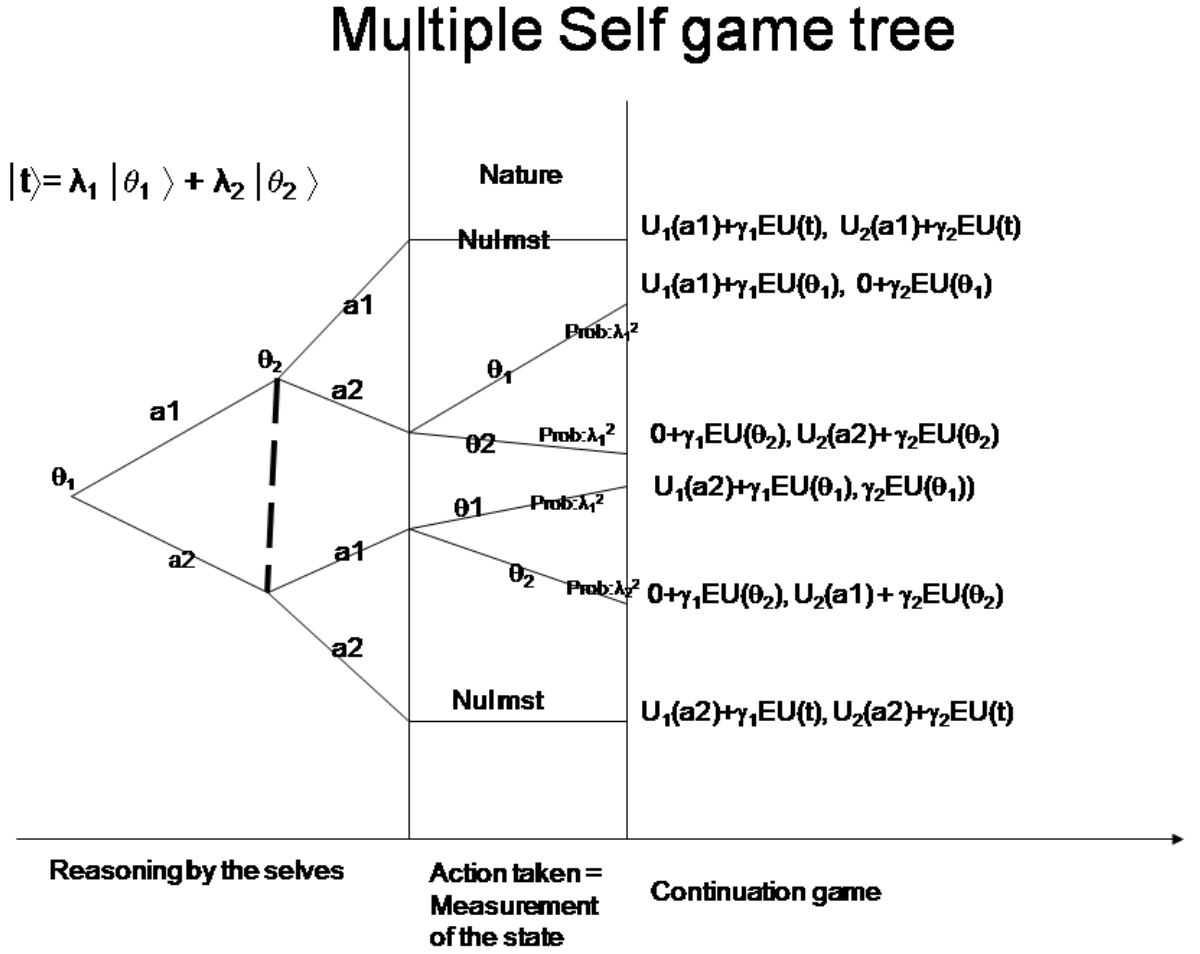 Multiple Self game tree
|t⟩= λ₁ |θ₁ ⟩ + λ₂ |θ₂ ⟩
Nature
Nulmst
U₁(a1)+γ₁EU(t), U₂(a1)+γ₂EU(t)
U₁(a1)+γ₁EU(θ₁), 0+γ₂EU(θ₁)
a1
Prob:λ₁²
θ₂
θ₁
a2
a1
Prob:λ₁²
θ2
0+γ₁EU(θ₂), U₂(a2)+γ₂EU(θ₂)
θ₁
U₁(a2)+γ₁EU(θ₁), γ₂EU(θ₁))
θ1
Prob:λ₁²
a2
a1
θ₂
Prob:λ₂²
0+γ₁EU(θ₂), U₂(a1) + γ₂EU(θ₂)
a2
Nulmst
U₁(a2)+γ₁EU(t), U₂(a2)+γ₂EU(t)
Reasoning by the selves
Action taken =
Measurement
of the state
Continuation game